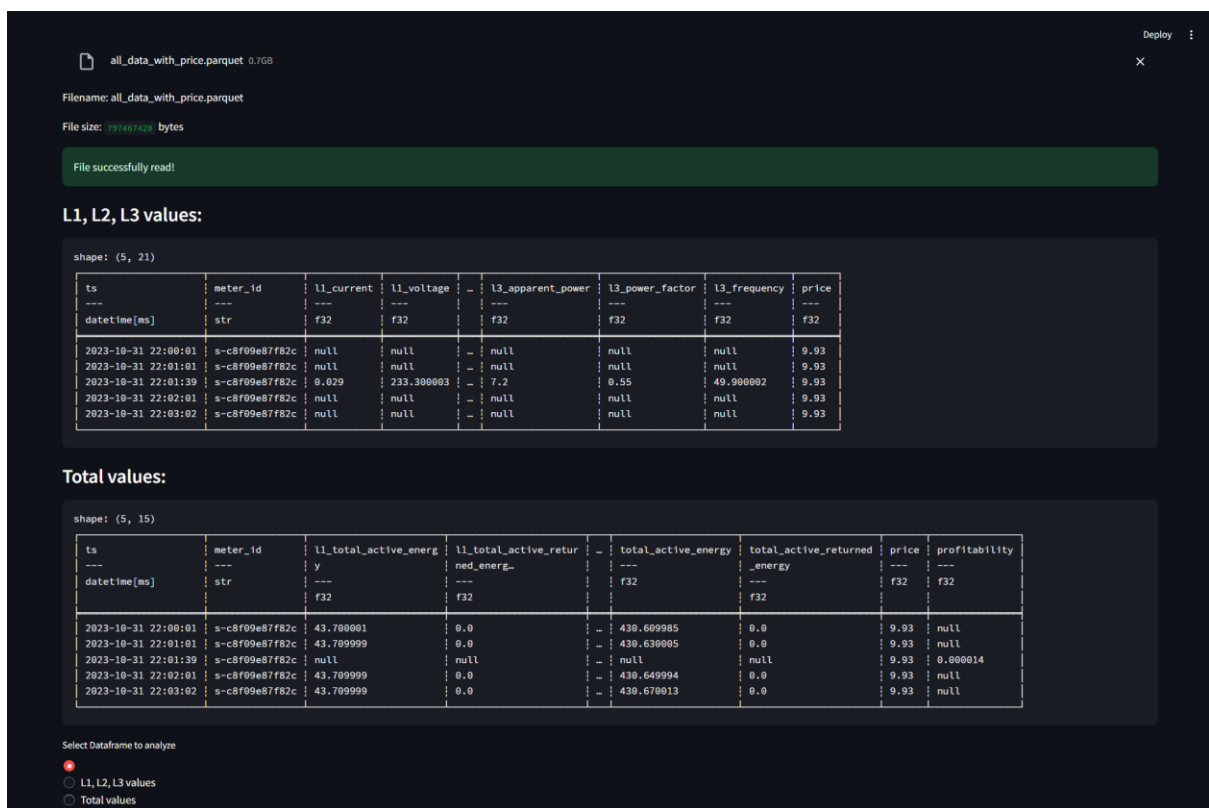 Deploy
all_data_with_price.parquet 0.7GB
Filename: all_data_with_price.parquet
File size: 797467420 bytes
File successfully read!
L1, L2, L3 values:
shape: (5, 21)
ts meter_id l1_current l1_voltage … l3_apparent_power l3_power_factor l3_frequency price
--- --- --- --- --- --- --- ---
datetime[ms] str f32 f32 f32 f32 f32 f32
2023-10-31 22:00:01 s-c8f09e87f82c null null … null null null 9.93
2023-10-31 22:01:01 s-c8f09e87f82c null null … null null null 9.93
2023-10-31 22:01:39 s-c8f09e87f82c 0.029 233.300003 … 7.2 0.55 49.900002 9.93
2023-10-31 22:02:01 s-c8f09e87f82c null null … null null null 9.93
2023-10-31 22:03:02 s-c8f09e87f82c null null … null null null 9.93
Total values:
shape: (5, 15)
ts meter_id l1_total_active_energ l1_total_active_retur … total_active_energy total_active_returned price profitability
--- --- y ned_energ… --- _energy --- ---
datetime[ms] str --- --- f32 --- f32 f32
f32 f32 f32
2023-10-31 22:00:01 s-c8f09e87f82c 43.700001 0.0 … 430.609985 0.0 9.93 null
2023-10-31 22:01:01 s-c8f09e87f82c 43.709999 0.0 … 430.630005 0.0 9.93 null
2023-10-31 22:01:39 s-c8f09e87f82c null null … null null 9.93 0.000014
2023-10-31 22:02:01 s-c8f09e87f82c 43.709999 0.0 … 430.649994 0.0 9.93 null
2023-10-31 22:03:02 s-c8f09e87f82c 43.709999 0.0 … 430.670013 0.0 9.93 null
Select Dataframe to analyze
L1, L2, L3 values
Total values